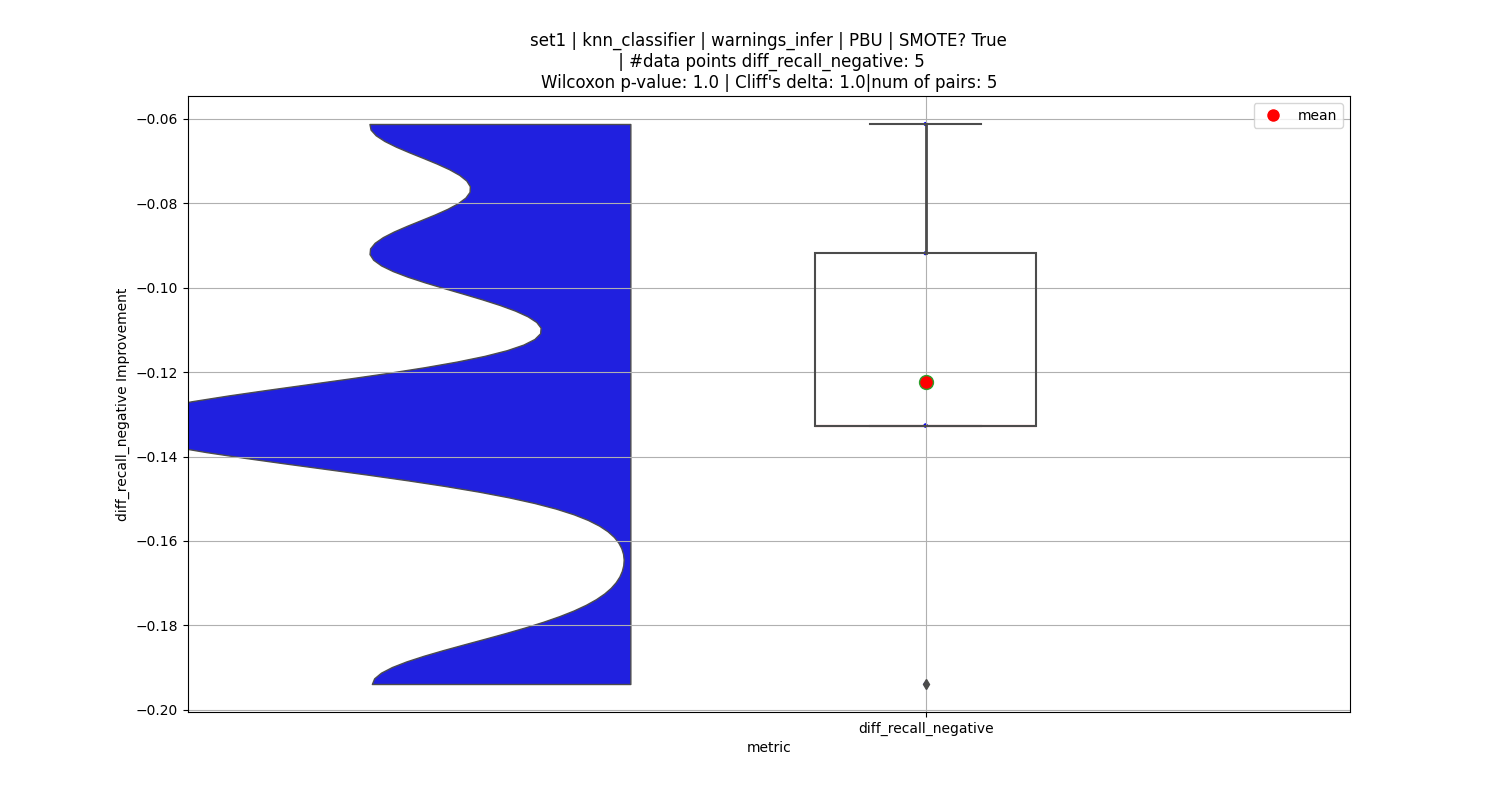 set1 | knn_classifier | warnings_infer | PBU | SMOTE? True
| #data points diff_recall_negative: 5
Wilcoxon p-value: 1.0 | Cliff's delta: 1.0|num of pairs: 5
mean
diff_recall_negative Improvement
−0.06
−0.08
−0.10
−0.12
−0.14
−0.16
−0.18
−0.20
diff_recall_negative
metric